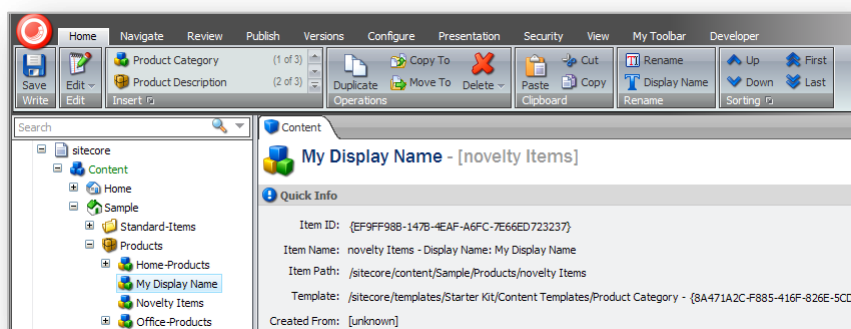 Home Navigate Review Publish Versions Configure Presentation Security View My Toolbar Developer
Save
Write
Edit
Edit
Product Category (1 of 3)
Product Description (2 of 3)
Insert
Duplicate
Copy To
Move To
Delete
Operations
Paste
Cut
Copy
Clipboard
Rename
Display Name
Rename
Up First
Down Last
Sorting
Search
sitecore
Content
Home
Sample
Standard-Items
Products
Home-Products
My Display Name
Novelty Items
Office-Products
Content
My Display Name - [novelty Items]
Quick Info
Item ID: {EF9FF98B-147B-4EAF-A6FC-7E66ED723237}
Item Name: novelty Items - Display Name: My Display Name
Item Path: /sitecore/content/Sample/Products/novelty Items
Template: /sitecore/templates/Starter Kit/Content Templates/Product Category - {8A471A2C-F885-416F-826E-5CD
Created From: [unknown]